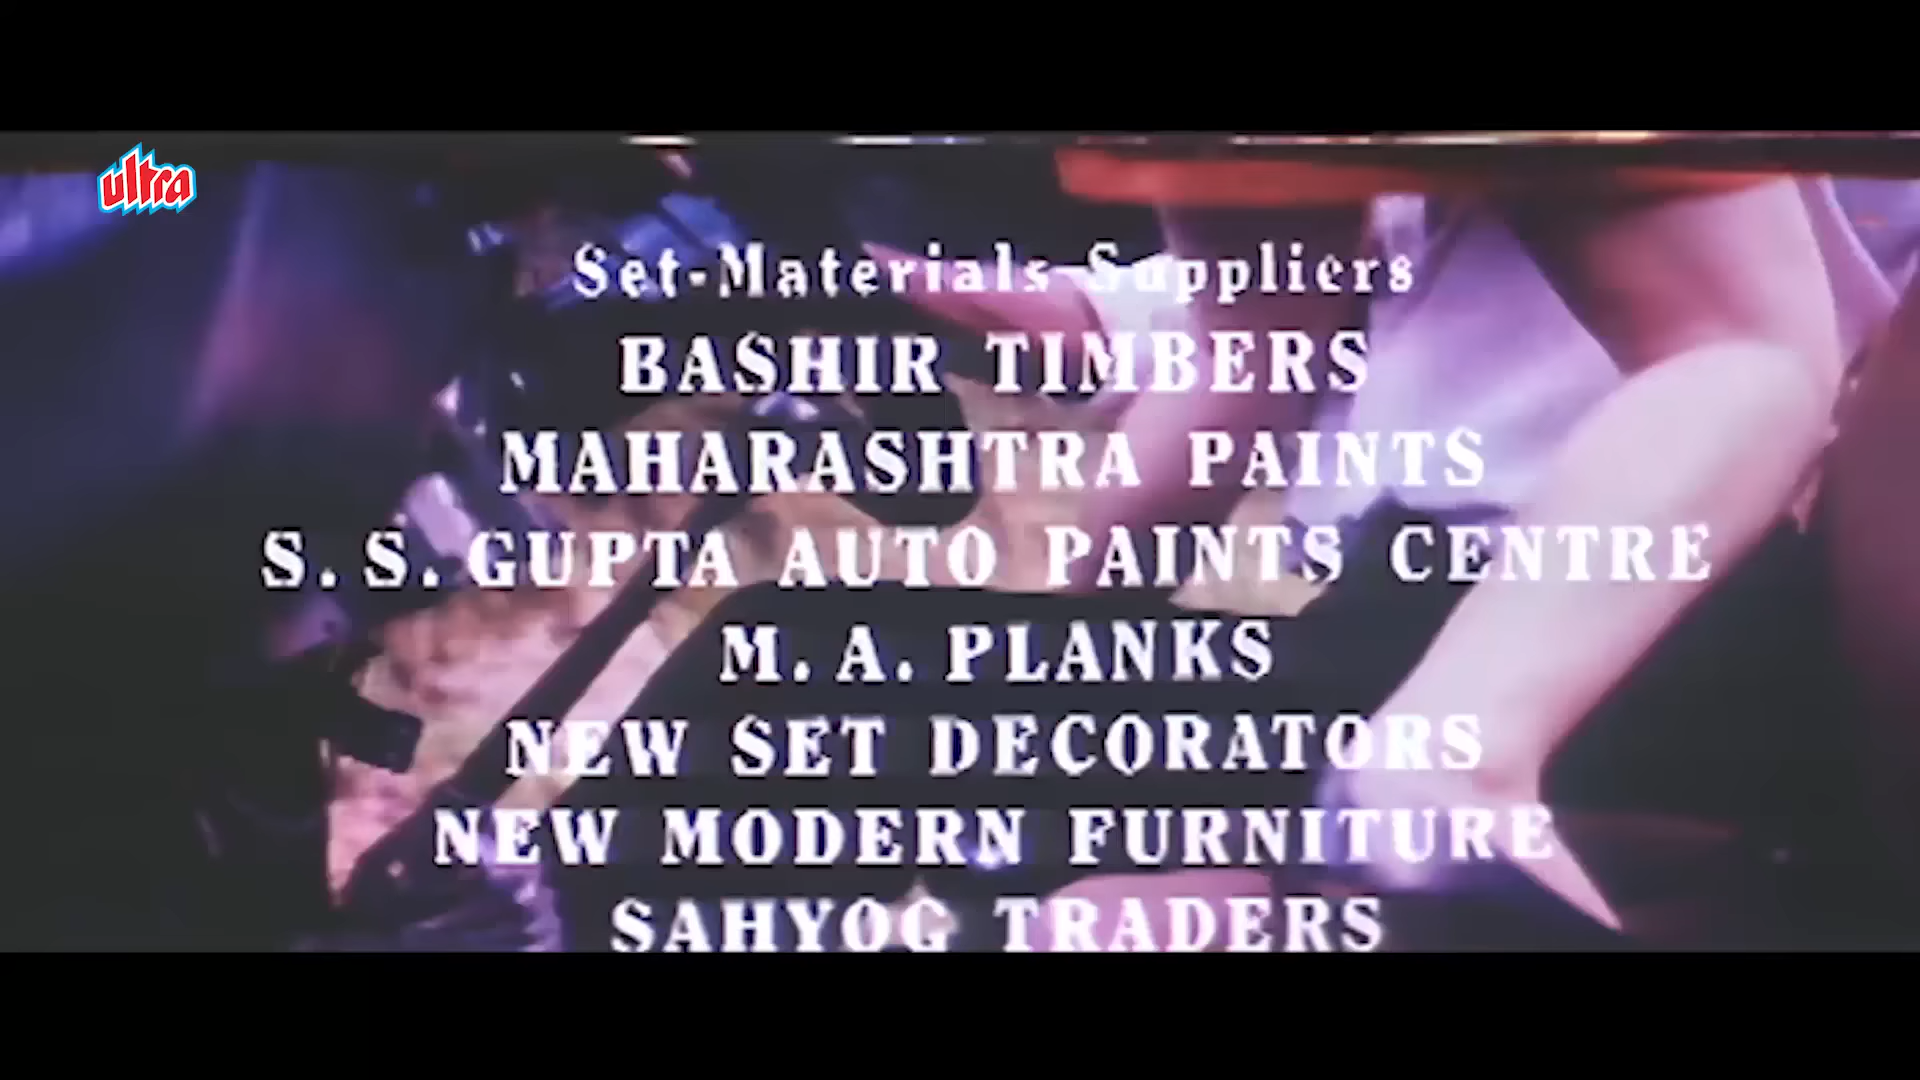 ultra
Set-Materials-Suppliers
BASHIR TIMBERS
MAHARASHTRA PAINTS
S. S. GUPTA AUTO PAINTS CENTRE
M. A. PLANKS
NEW SET DECORATORS
NEW MODERN FURNITURE
SAHYOG TRADERS